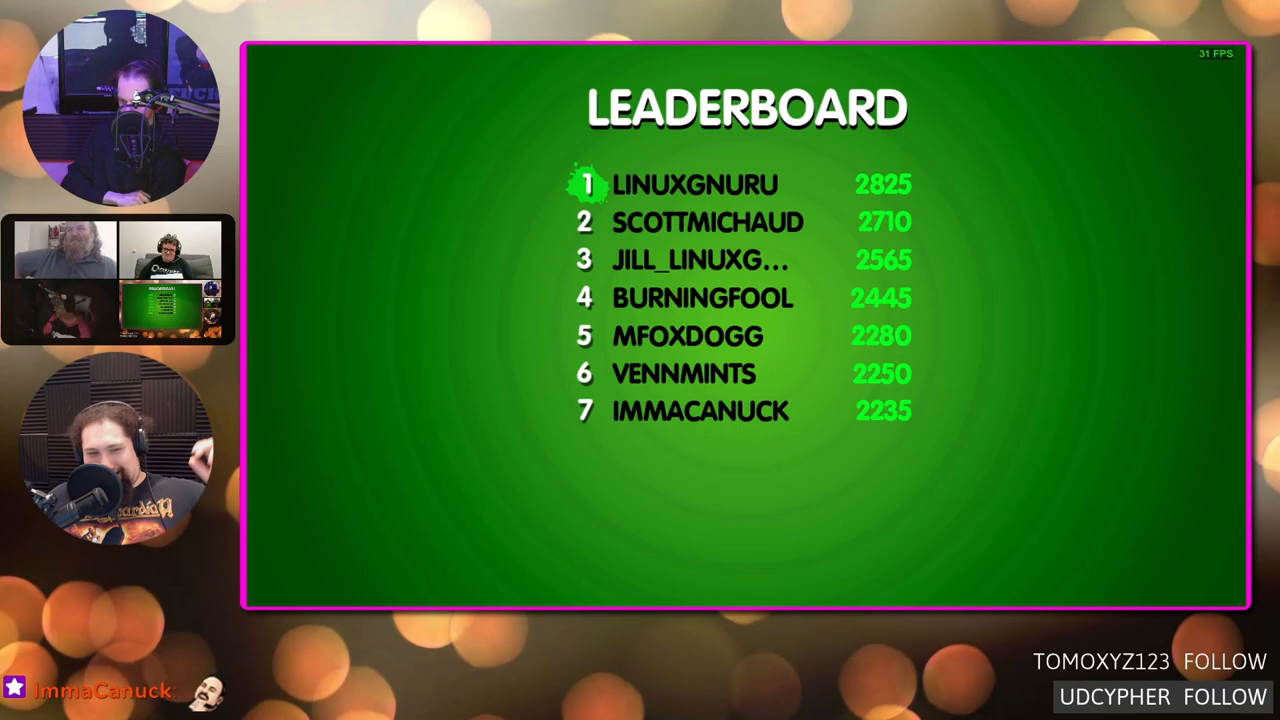 31 FPS
LEADERBOARD
1 LINUXGNURU 2825
2 SCOTTMICHAUD 2710
3 JILL_LINUXG... 2565
4 BURNINGFOOL 2445
5 MFOXDOGG 2280
6 VENNMINTS 2250
7 IMMACANUCK 2235
ImmaCanuck:
TOMOXYZ123 FOLLOW
UDCYPHER FOLLOW